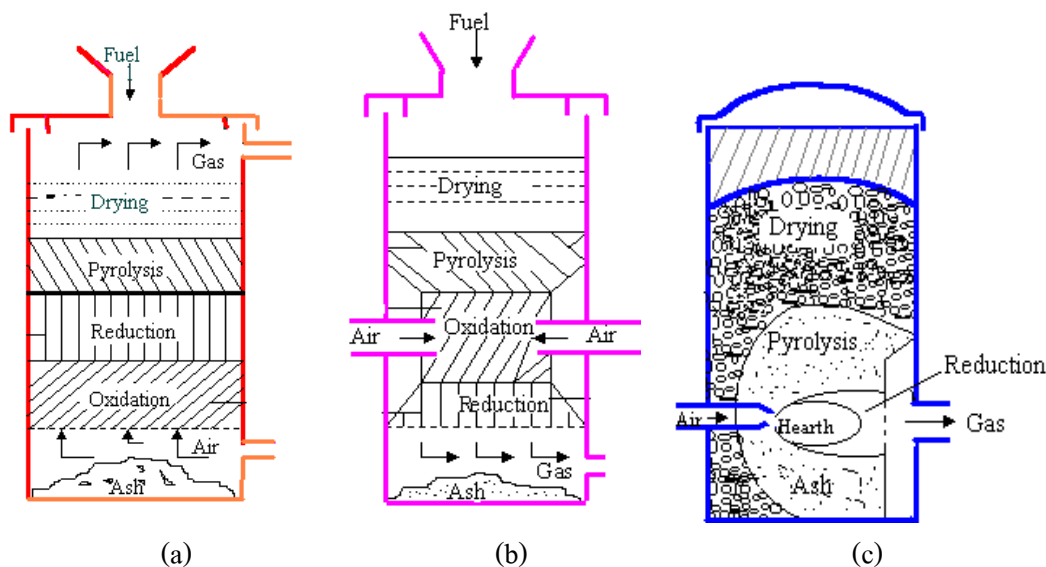 Fuel
Gas
Drying
Pyrolysis
Reduction
Oxidation
Air
Ash
(a)
Fuel
Drying
Pyrolysis
Air
Oxidation
Air
Reduction
Gas
Ash
(b)
Drying
Pyrolysis
Reduction
Air
Hearth
Gas
Ash
(c)